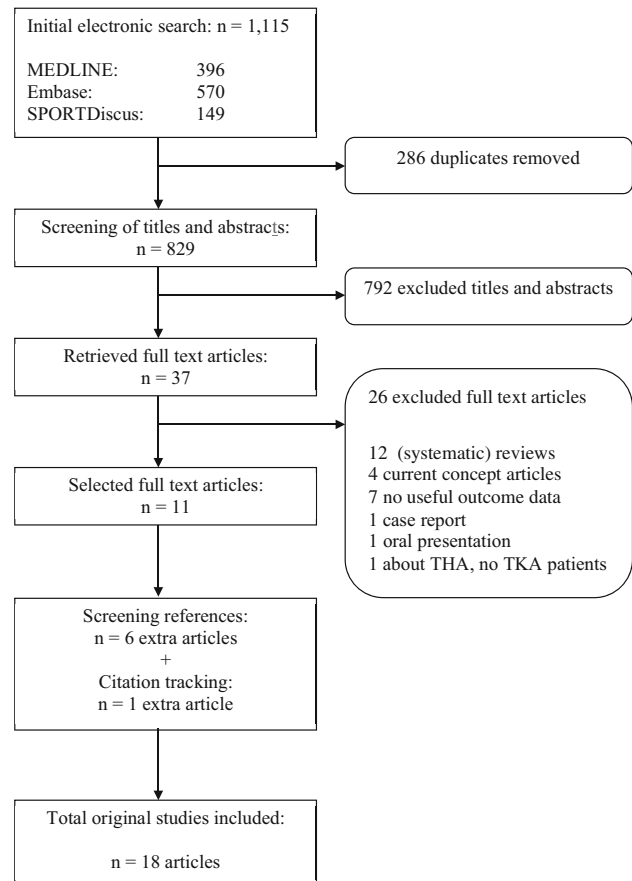 Initial electronic search: n = 1,115
MEDLINE: 396
Embase: 570
SPORTDiscus: 149
286 duplicates removed
Screening of titles and abstracts:
n = 829
792 excluded titles and abstracts
Retrieved full text articles:
n = 37
26 excluded full text articles
12 (systematic) reviews
4 current concept articles
7 no useful outcome data
1 case report
1 oral presentation
1 about THA, no TKA patients
Selected full text articles:
n = 11
Screening references:
n = 6 extra articles
+
Citation tracking:
n = 1 extra article
Total original studies included:
n = 18 articles